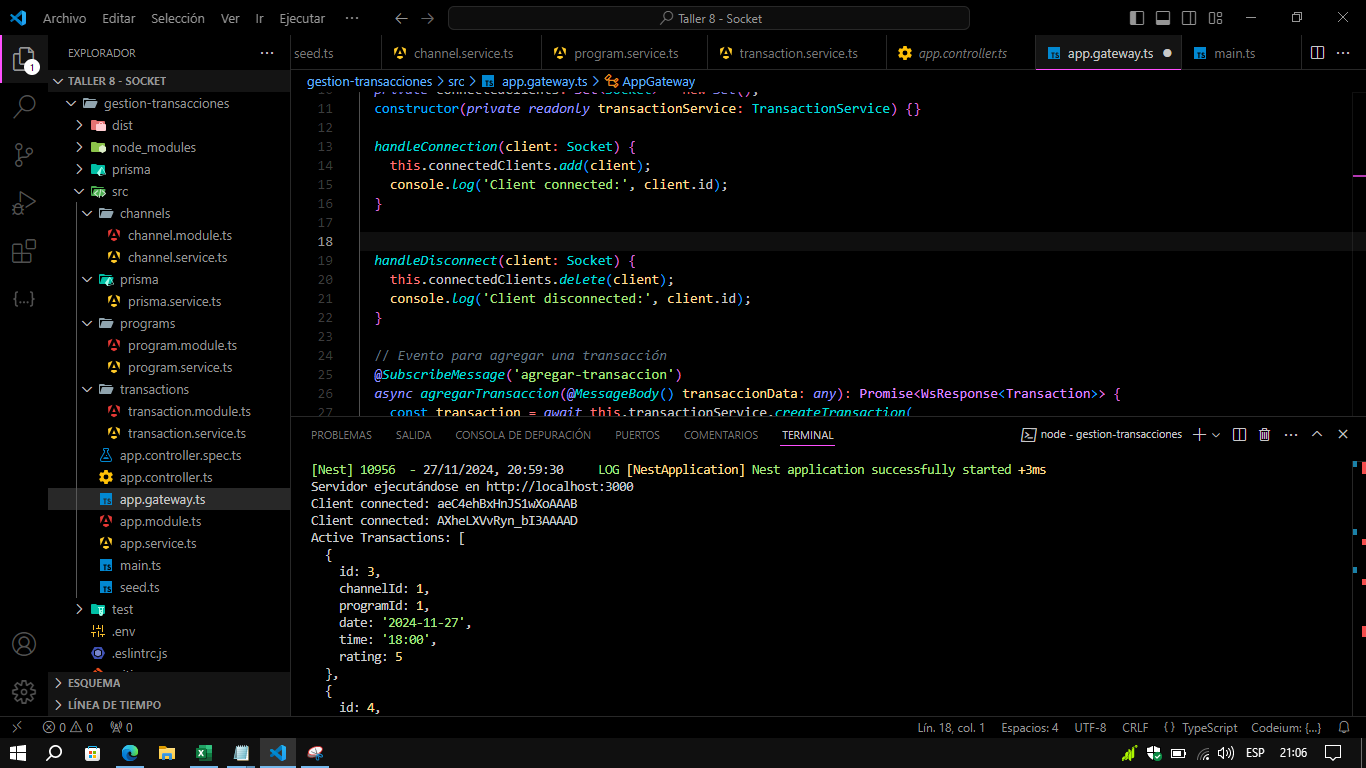 Archivo Editar Selección Ver Ir Ejecutar ··· Taller 8 - Socket
EXPLORADOR
TALLER 8 - SOCKET
gestion-transacciones
dist
node_modules
prisma
src
channels
channel.module.ts
channel.service.ts
prisma
prisma.service.ts
programs
program.module.ts
program.service.ts
transactions
transaction.module.ts
transaction.service.ts
app.controller.spec.ts
app.controller.ts
app.gateway.ts
app.module.ts
app.service.ts
main.ts
seed.ts
test
.env
.eslintrc.js
ESQUEMA
LÍNEA DE TIEMPO
1
seed.ts channel.service.ts program.service.ts transaction.service.ts app.controller.ts app.gateway.ts main.ts
gestion-transacciones > src > app.gateway.ts > AppGateway
11 constructor(private readonly transactionService: TransactionService) {}
12
13 handleConnection(client: Socket) {
14 this.connectedClients.add(client);
15 console.log('Client connected:', client.id);
16 }
17
18
19 handleDisconnect(client: Socket) {
20 this.connectedClients.delete(client);
21 console.log('Client disconnected:', client.id);
22 }
23
24 // Evento para agregar una transacción
25 @SubscribeMessage('agregar-transaccion')
26 async agregarTransaccion(@MessageBody() transaccionData: any): Promise<WsResponse<Transaction>> {
27 const transaction = await this.transactionService.createTransaction(
PROBLEMAS SALIDA CONSOLA DE DEPURACIÓN PUERTOS COMENTARIOS TERMINAL node - gestion-transacciones
[Nest] 10956 - 27/11/2024, 20:59:30 LOG [NestApplication] Nest application successfully started +3ms
Servidor ejecutándose en http://localhost:3000
Client connected: aeC4ehBxHnJS1wXoAAAB
Client connected: AXheLXVvRyn_bI3AAAAD
Active Transactions: [
{
id: 3,
channelId: 1,
programId: 1,
date: '2024-11-27',
time: '18:00',
rating: 5
},
{
id: 4,
0 0 0 Lín. 18, col. 1 Espacios: 4 UTF-8 CRLF { } TypeScript Codeium: {...}
ESP 21:06